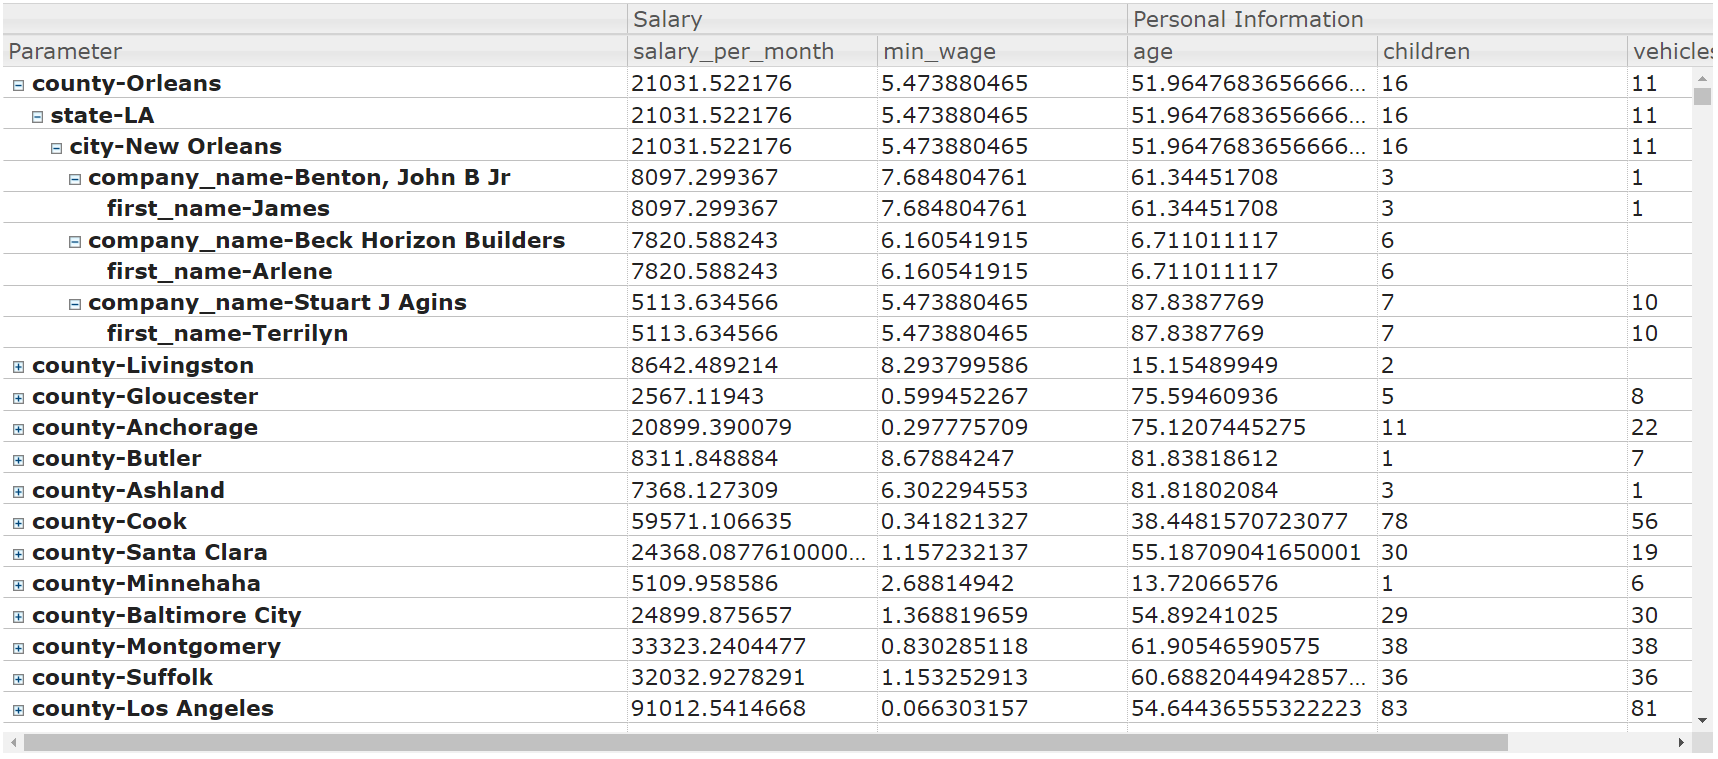 Salary Personal Information
Parameter salary_per_month min_wage age children vehicles
county-Orleans 21031.522176 5.473880465 51.9647683656666... 16 11
state-LA 21031.522176 5.473880465 51.9647683656666... 16 11
city-New Orleans 21031.522176 5.473880465 51.9647683656666... 16 11
company_name-Benton, John B Jr 8097.299367 7.684804761 61.34451708 3 1
first_name-James 8097.299367 7.684804761 61.34451708 3 1
company_name-Beck Horizon Builders 7820.588243 6.160541915 6.711011117 6
first_name-Arlene 7820.588243 6.160541915 6.711011117 6
company_name-Stuart J Agins 5113.634566 5.473880465 87.8387769 7 10
first_name-Terrilyn 5113.634566 5.473880465 87.8387769 7 10
county-Livingston 8642.489214 8.293799586 15.15489949 2
county-Gloucester 2567.11943 0.599452267 75.59460936 5 8
county-Anchorage 20899.390079 0.297775709 75.1207445275 11 22
county-Butler 8311.848884 8.67884247 81.83818612 1 7
county-Ashland 7368.127309 6.302294553 81.81802084 3 1
county-Cook 59571.106635 0.341821327 38.4481570723077 78 56
county-Santa Clara 24368.0877610000... 1.157232137 55.18709041650001 30 19
county-Minnehaha 5109.958586 2.68814942 13.72066576 1 6
county-Baltimore City 24899.875657 1.368819659 54.89241025 29 30
county-Montgomery 33323.2404477 0.830285118 61.90546590575 38 38
county-Suffolk 32032.9278291 1.153252913 60.6882044942857... 36 36
county-Los Angeles 91012.5414668 0.066303157 54.64436555322223 83 81